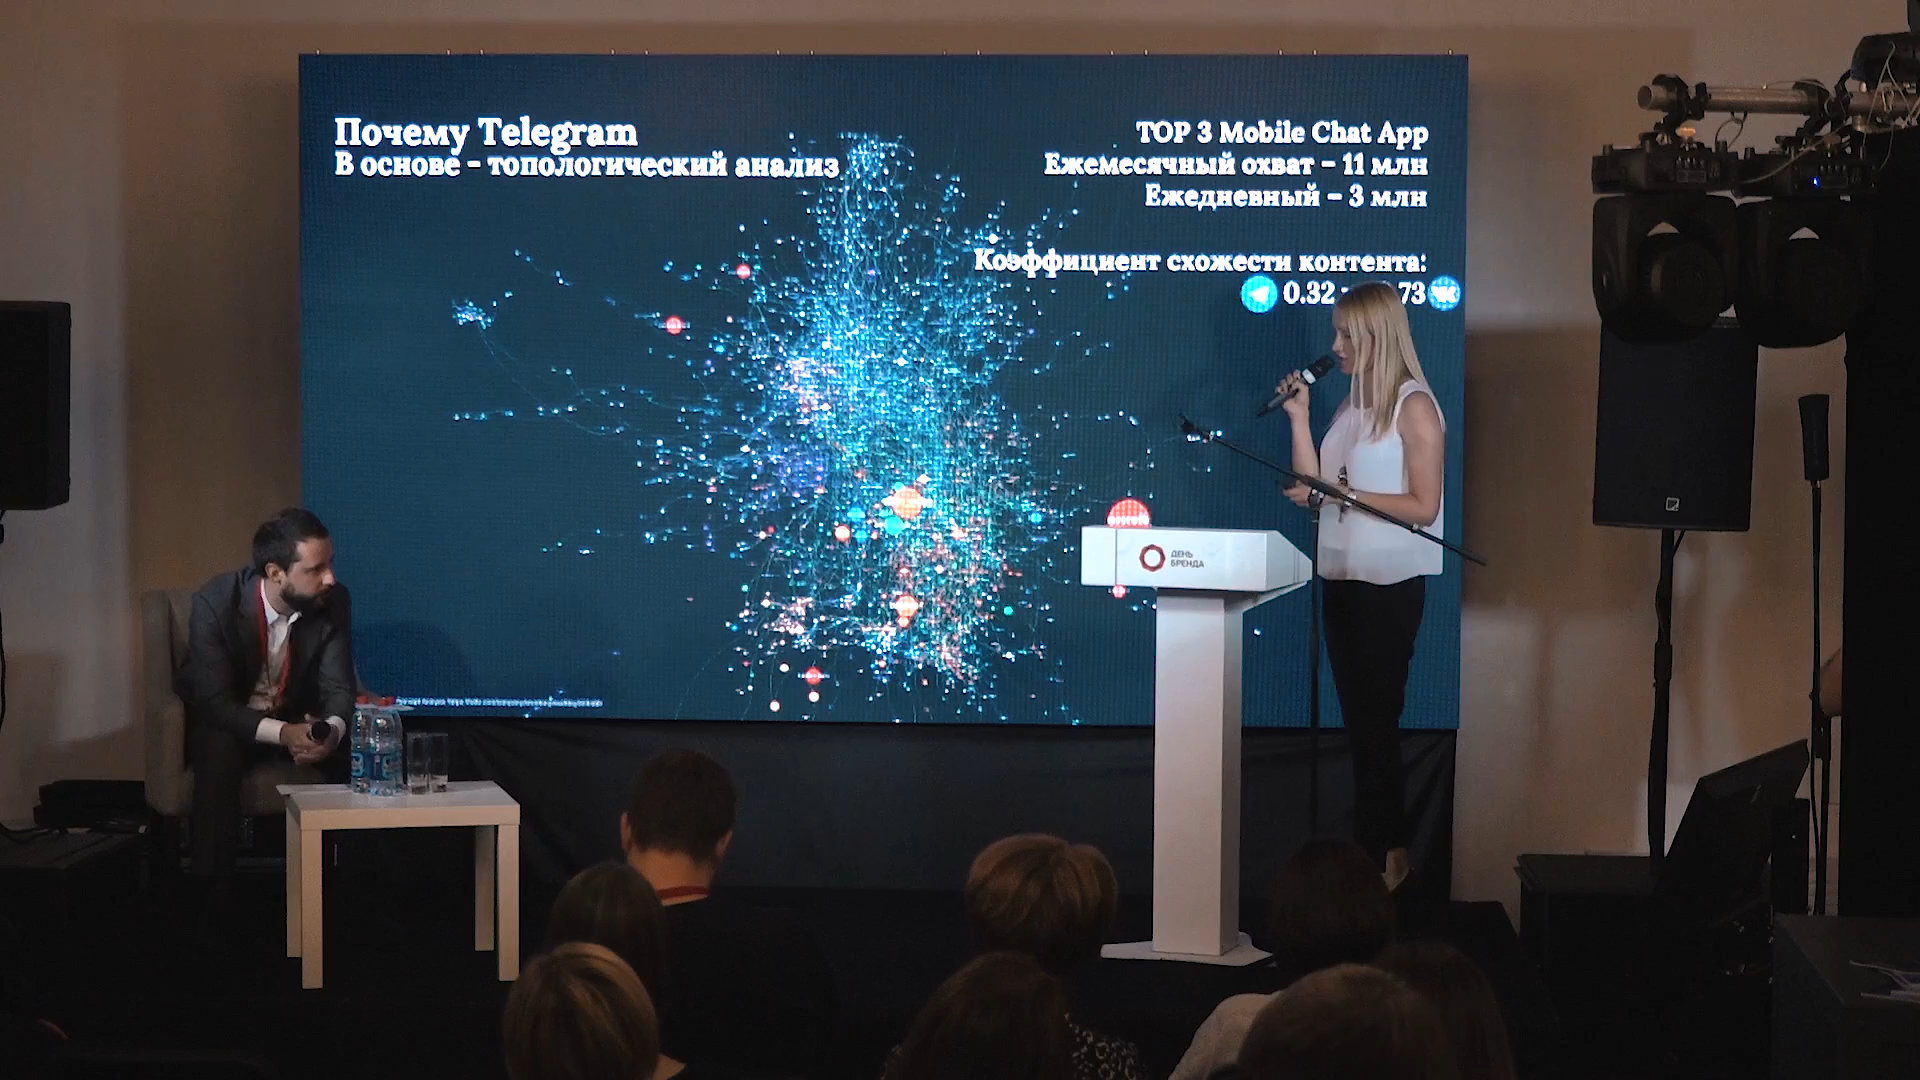 Почему Telegram
В основе - топологический анализ
TOP 3 Mobile Chat App
Ежемесячный охват - 11 млн
Ежедневный - 3 млн
Коэффициент схожести контента:
0.32 73
ДЕНЬ
БРЕНДА